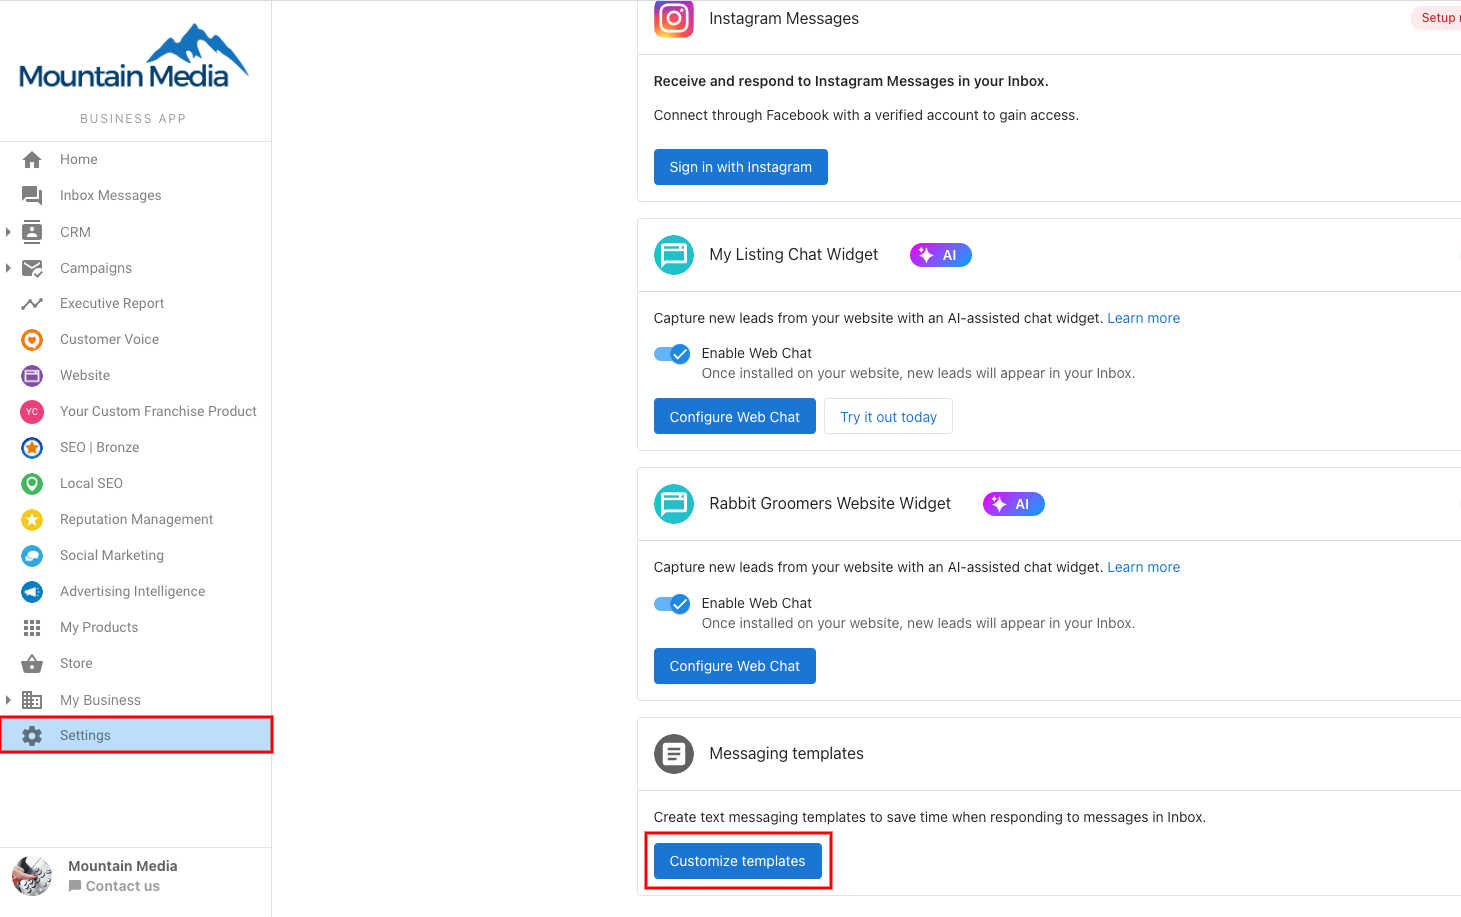 Mountain Media
BUSINESS APP
Home
Inbox Messages
CRM
Campaigns
Executive Report
Customer Voice
Website
YC
Your Custom Franchise Product
SEO | Bronze
Local SEO
Reputation Management
Social Marketing
Advertising Intelligence
My Products
Store
My Business
Settings
Mountain Media
Contact us
Instagram Messages
Setup
Receive and respond to Instagram Messages in your Inbox.
Connect through Facebook with a verified account to gain access.
Sign in with Instagram
My Listing Chat Widget
AI
Capture new leads from your website with an AI-assisted chat widget. Learn more
Enable Web Chat
Once installed on your website, new leads will appear in your Inbox.
Configure Web Chat
Try it out today
Rabbit Groomers Website Widget
AI
Capture new leads from your website with an AI-assisted chat widget. Learn more
Enable Web Chat
Once installed on your website, new leads will appear in your Inbox.
Configure Web Chat
Messaging templates
Create text messaging templates to save time when responding to messages in Inbox.
Customize templates